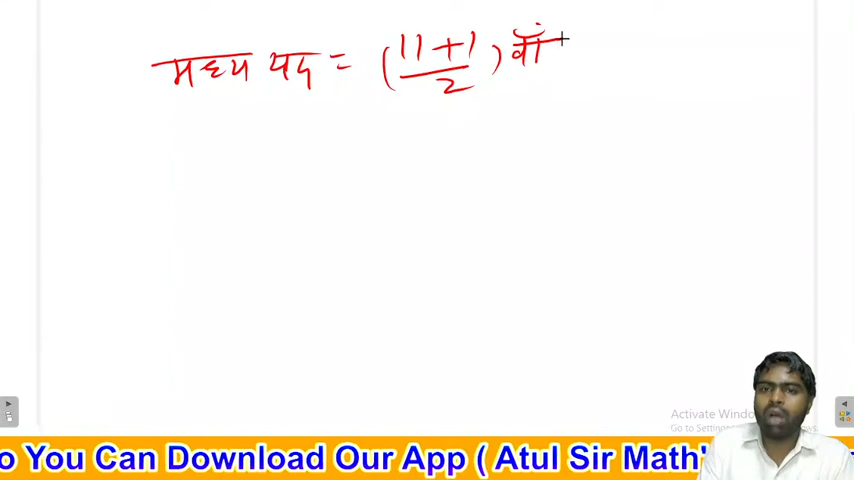 मध्य पद = (11+1/2) वाँ
Activate Windo
Go to Settings
o You Can Download Our App ( Atul Sir Math'